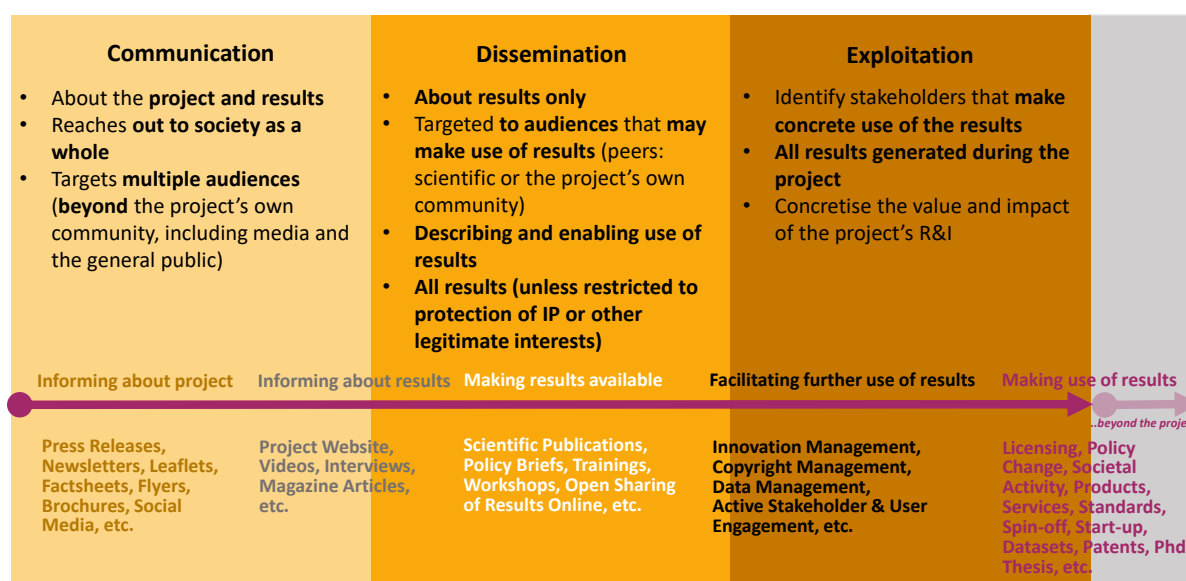 Communication
• About the project and results
• Reaches out to society as a
whole
• Targets multiple audiences
(beyond the project's own
community, including media and
the general public)
Dissemination
• About results only
• Targeted to audiences that may
make use of results (peers:
scientific or the project's own
community)
• Describing and enabling use of
results
• All results (unless restricted to
protection of IP or other
legitimate interests)
Exploitation
• Identify stakeholders that make
concrete use of the results
• All results generated during the
project
• Concretise the value and impact
of the project's R&I
Informing about project
Informing about results
Making results available
Facilitating further use of results
Making use of results
...beyond the proje
Press Releases,
Newsletters, Leaflets,
Factsheets, Flyers,
Brochures, Social
Media, etc.
Project Website,
Videos, Interviews,
Magazine Articles,
etc.
Scientific Publications,
Policy Briefs, Trainings,
Workshops, Open Sharing
of Results Online, etc.
Innovation Management,
Copyright Management,
Data Management,
Active Stakeholder & User
Engagement, etc.
Licensing, Policy
Change, Societal
Activity, Products,
Services, Standards,
Spin-off, Start-up,
Datasets, Patents, Phd
Thesis, etc.